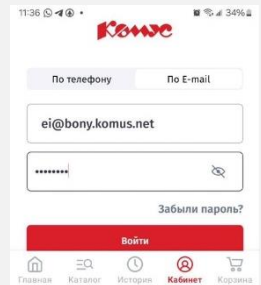 11:36 34%
Комус
По телефону По E-mail
ei@bony.komus.net
••••••••
Забыли пароль?
Войти
Главная Каталог История Кабинет Корзина